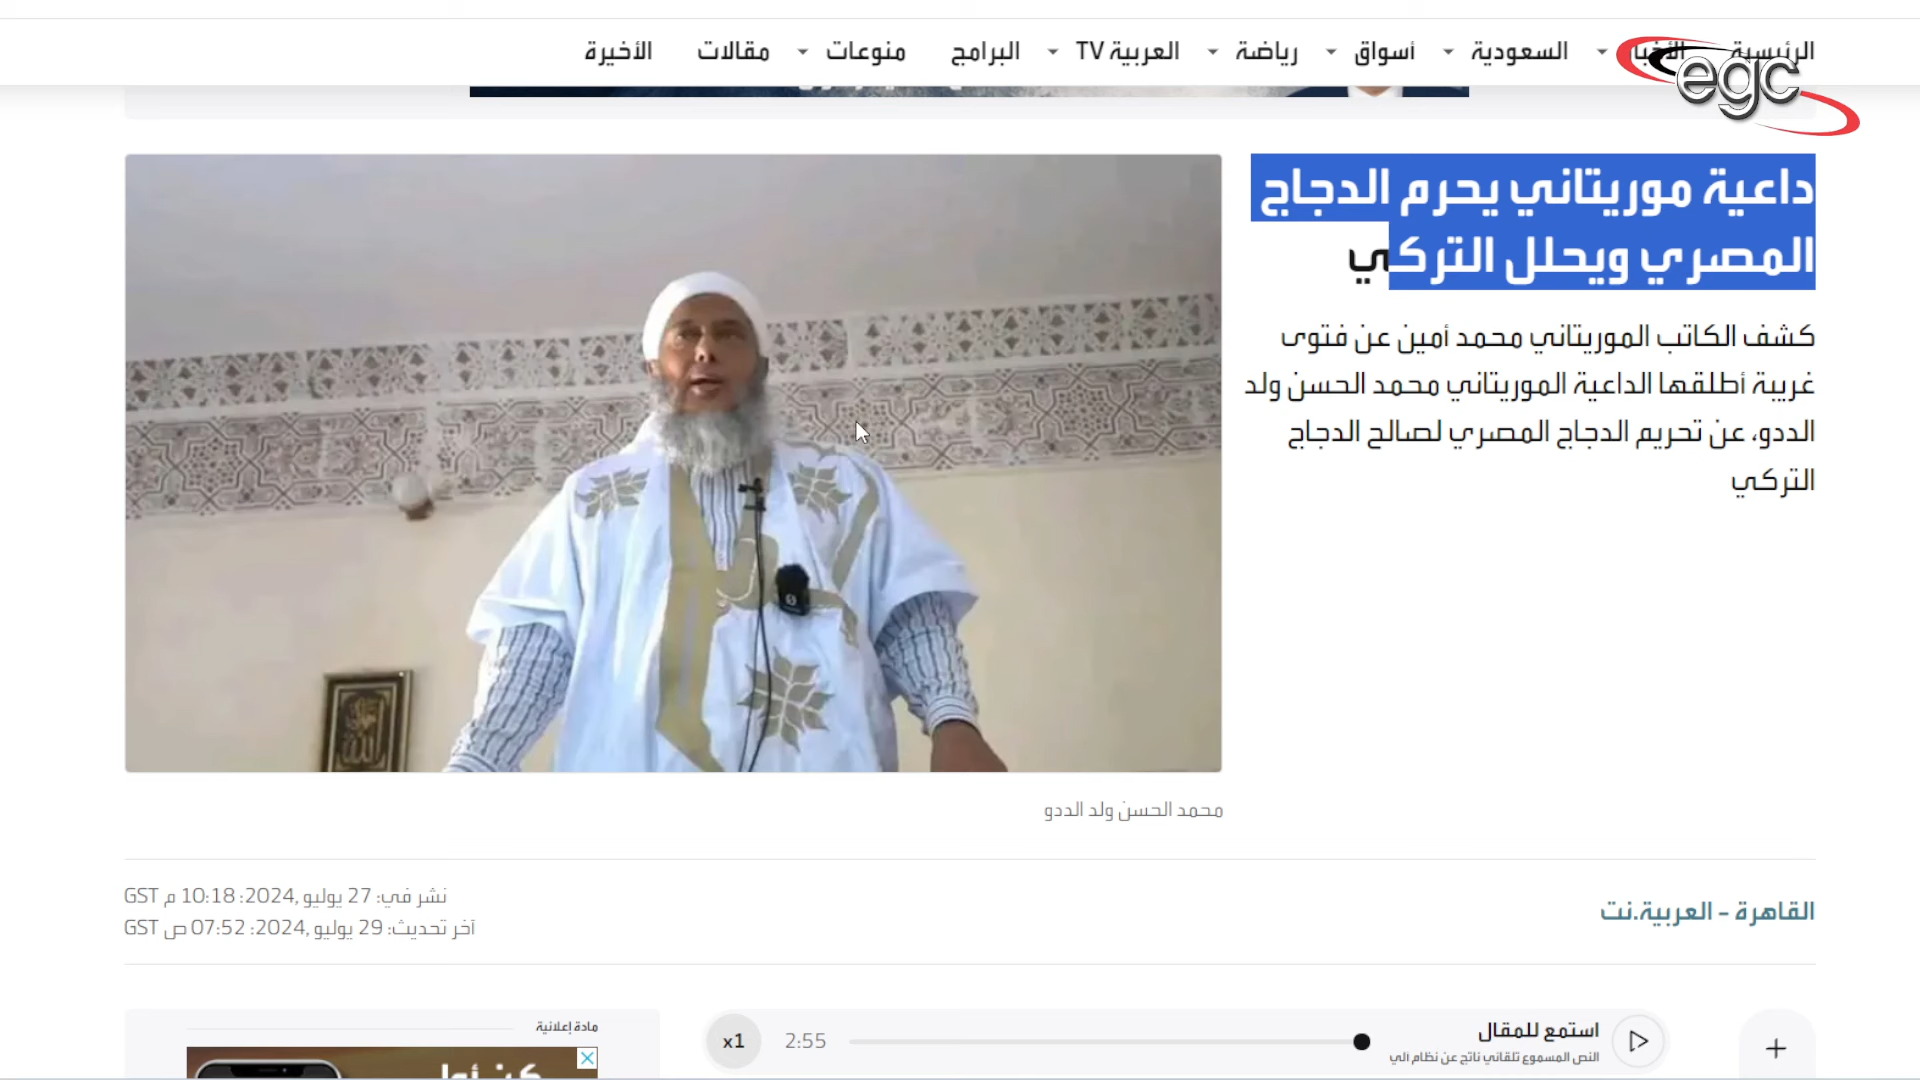 الرئيسية السعودية أسواق رياضة العربية TV البرامج منوعات مقالات الأخيرة
egc
داعية موريتاني يحرم الدجاج
المصري ويحلل التركي
كشف الكاتب الموريتاني محمد أمين عن فتوى
غريبة أطلقها الداعية الموريتاني محمد الحسن ولد
الددو، عن تحريم الدجاج المصري لصالح الدجاج
التركي
محمد الحسن ولد الددو
القاهرة - العربية.نت
نشر في: 27 يوليو ,2024: 10:18 م GST
آخر تحديث: 29 يوليو ,2024: 07:52 ص GST
مادة إعلانية
استمع للمقال
النص المسموع تلقائي ناتج عن نظام آلي
2:55
x1